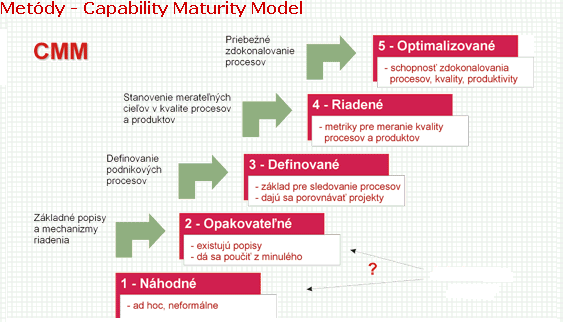 Metódy - Capability Maturity Model
CMM
Priebežné
zdokonalovanie
procesov
5 - Optimalizované
- schopnosť zdokonalovania
procesov, kvality, produktivity
Stanovenie merateľných
cieľov v kvalite procesov
a produktov
4 - Riadené
- metriky pre meranie kvality
procesov a produktov
Definovanie
podnikových
procesov
3 - Definované
- základ pre sledovanie procesov
- dajú sa porovnávať projekty
Základné popisy
a mechanizmy
riadenia
2 - Opakovateľné
- existujú popisy
- dá sa poučiť z minulého
?
1 - Náhodné
- ad hoc, neformálne